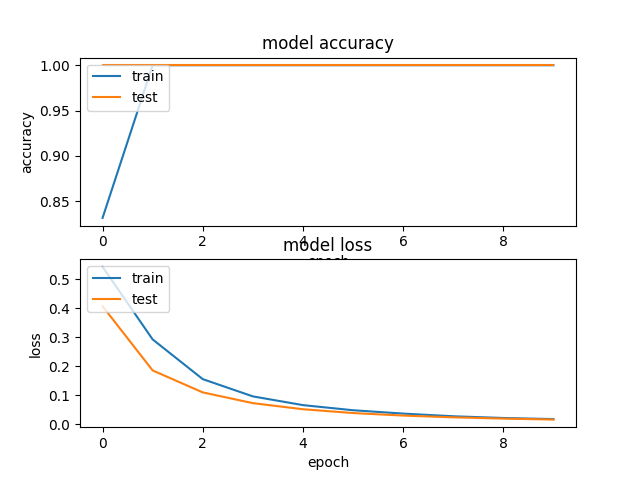 model accuracy
1.00
0.95
0.90
0.85
accuracy
train
test
0 2 4 6 8
epoch
model loss
0.5
0.4
0.3
0.2
0.1
0.0
loss
train
test
0 2 4 6 8
epoch